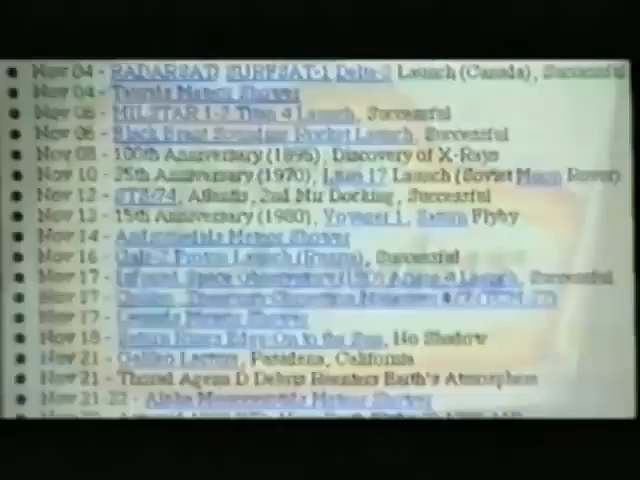 Nov 04 - RADARSAT/ SURFSAT-1 Delta-2 Launch (Canada), Successful
Nov 04 - Taurids Meteor Shower
Nov 06 - MILSTAR 1-2 Titan 4 Launch, Successful
Nov 06 - Black Brant Sounding Rocket Launch, Successful
Nov 08 - 100th Anniversary (1895), Discovery of X-Rays
Nov 10 - 25th Anniversary (1970), Luna 17 Launch (Soviet Moon Rover)
Nov 12 - STS-74, Atlantis, 2nd Mir Docking, Successful
Nov 12 - 15th Anniversary (1980), Voyager 1, Saturn Flyby
Nov 14 - Andromedids Meteor Shower
Nov 16 - Launch (Russia), Successful
Nov 17 - Infrared Space Observatory (ISO) Ariane 4 Launch, Successful
Nov 17 -
Nov 17 - Leonids Meteor Shower
Nov 18 - Saturn Rings Edge On to the Sun, No Shadow
Nov 21 - Galileo Lecture, Pasadena, California
Nov 21 - Thorad Agena D Debris Reenters Earth's Atmosphere
Nov 21-22 - Alpha Monocerotids Meteor Shower